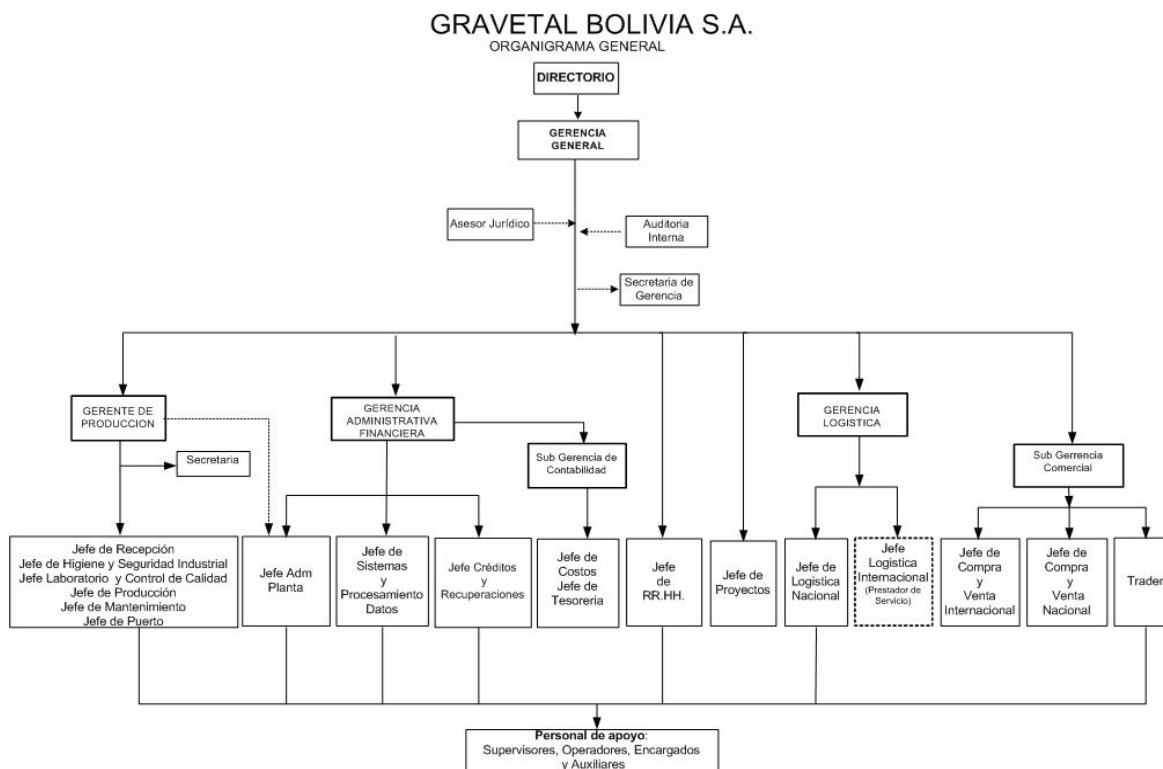 GRAVETAL BOLIVIA S.A.
ORGANIGRAMA GENERAL
DIRECTORIO
GERENCIA
GENERAL
Asesor Jurídico
Auditoria
Interna
Secretaria de
Gerencia
GERENTE DE
PRODUCCION
Secretaria
GERENCIA
ADMINISTRATIVA
FINANCIERA
Sub Gerencia de
Contabilidad
GERENCIA
LOGISTICA
Sub Gerrencia
Comercial
Jefe de Recepción
Jefe de Higiene y Seguridad Industrial
Jefe Laboratorio y Control de Calidad
Jefe de Producción
Jefe de Mantenimiento
Jefe de Puerto
Jefe Adm
Planta
Jefe de
Sistemas
y
Procesamiento
Datos
Jefe Créditos
y
Recuperaciones
Jefe de
Costos
Jefe de
Tesoreria
Jefe
de
RR.HH.
Jefe de
Proyectos
Jefe
de Logistica
Nacional
Jefe
Logistica
Internacional
(Prestador de
Servicio)
Jefe de
Compra
y
Venta
Internacional
Jefe de
Compra
y
Venta
Nacional
Trader
Personal de apoyo:
Supervisores, Operadores, Encargados
y Auxiliares